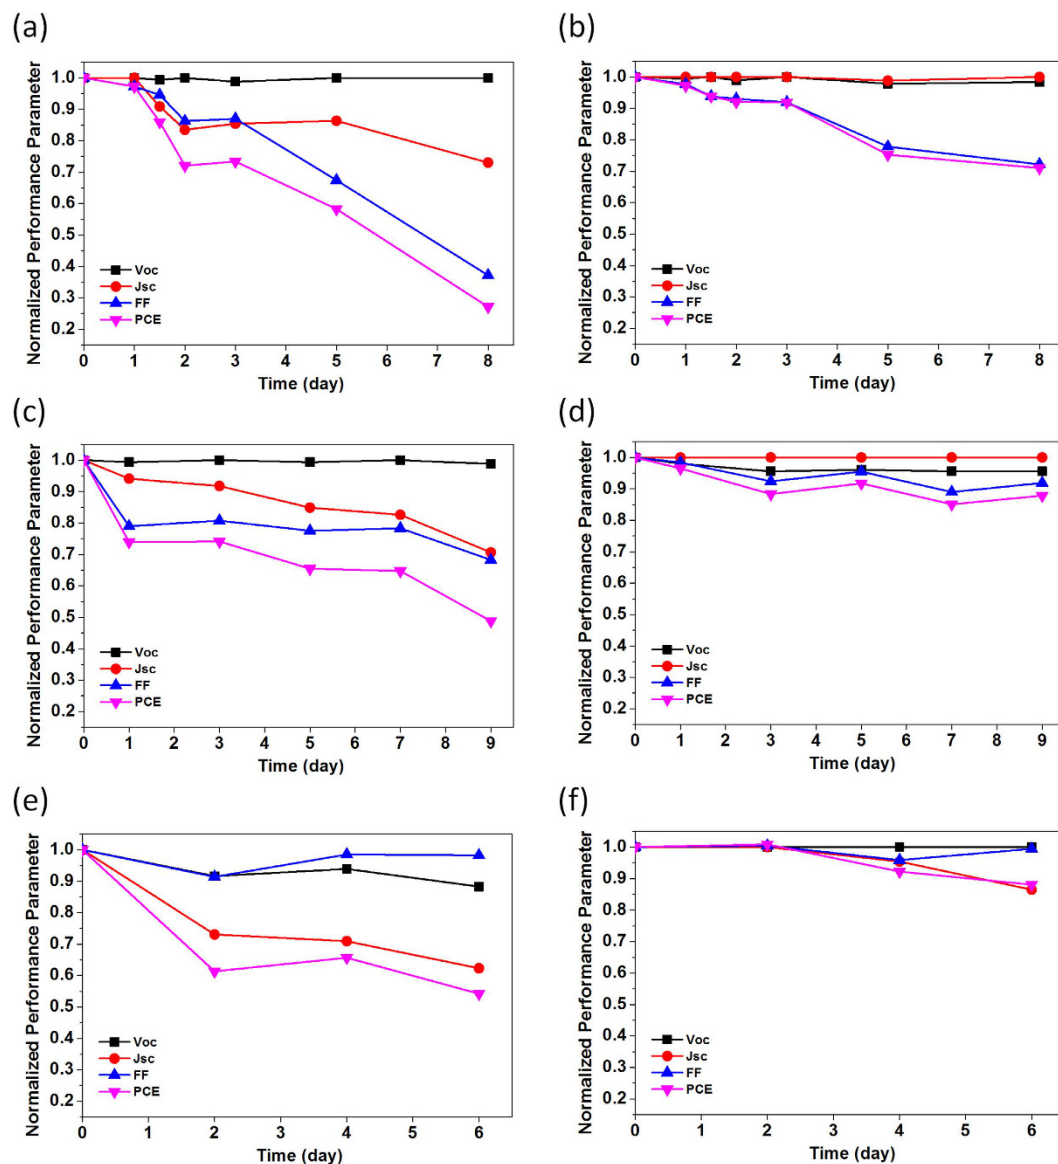 (a)
Normalized Performance Parameter
1.0
0.9
0.8
0.7
0.6
0.5
0.4
0.3
0.2
Voc
Jsc
FF
PCE
0 1 2 3 4 5 6 7 8
Time (day)
(b)
Normalized Performance Parameter
1.0
0.9
0.8
0.7
0.6
0.5
0.4
0.3
0.2
Voc
Jsc
FF
PCE
0 1 2 3 4 5 6 7 8
Time (day)
(c)
Normalized Performance Parameter
1.0
0.9
0.8
0.7
0.6
0.5
0.4
0.3
0.2
Voc
Jsc
FF
PCE
0 1 2 3 4 5 6 7 8 9
Time (day)
(d)
Normalized Performance Parameter
1.0
0.9
0.8
0.7
0.6
0.5
0.4
0.3
0.2
Voc
Jsc
FF
PCE
0 1 2 3 4 5 6 7 8 9
Time (day)
(e)
Normalized Performance Parameter
1.0
0.9
0.8
0.7
0.6
0.5
0.4
0.3
0.2
Voc
Jsc
FF
PCE
0 1 2 3 4 5 6
Time (day)
(f)
Normalized Performance Parameter
1.0
0.9
0.8
0.7
0.6
0.5
0.4
0.3
0.2
Voc
Jsc
FF
PCE
0 1 2 3 4 5 6
Time (day)